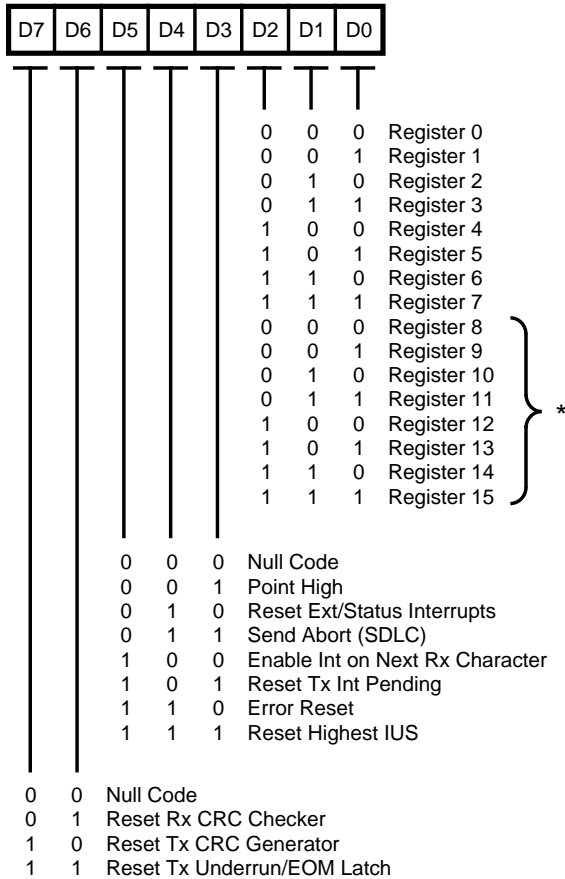 D7 D6 D5 D4 D3 D2 D1 D0
0 0 0 Register 0
0 0 1 Register 1
0 1 0 Register 2
0 1 1 Register 3
1 0 0 Register 4
1 0 1 Register 5
1 1 0 Register 6
1 1 1 Register 7
0 0 0 Register 8
0 0 1 Register 9
0 1 0 Register 10
0 1 1 Register 11
*
1 0 0 Register 12
1 0 1 Register 13
1 1 0 Register 14
1 1 1 Register 15
0 0 0 Null Code
0 0 1 Point High
0 1 0 Reset Ext/Status Interrupts
0 1 1 Send Abort (SDLC)
1 0 0 Enable Int on Next Rx Character
1 0 1 Reset Tx Int Pending
1 1 0 Error Reset
1 1 1 Reset Highest IUS
0 0 Null Code
0 1 Reset Rx CRC Checker
1 0 Reset Tx CRC Generator
1 1 Reset Tx Underrun/EOM Latch